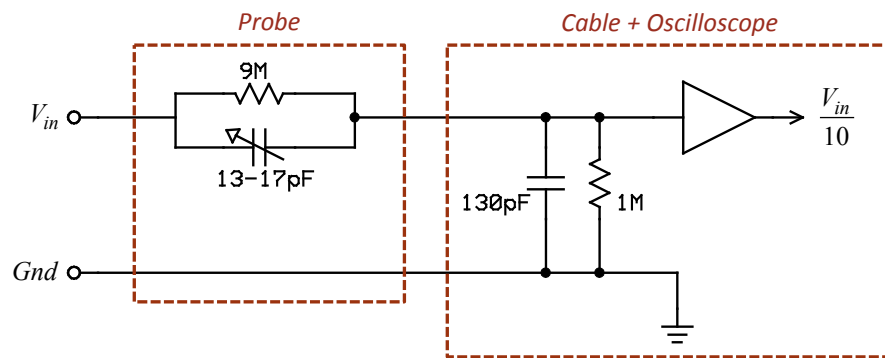 Probe
Cable + Oscilloscope
9M
V_in
V_in
10
13-17pF
130pF
1M
Gnd